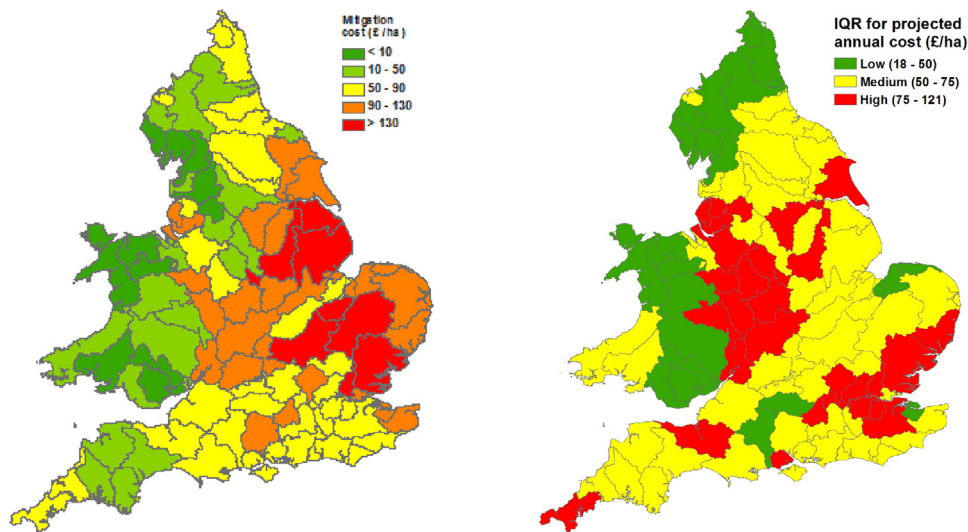 Mitigation
cost (£ /ha)
< 10
10 - 50
50 - 90
90 - 130
> 130
IQR for projected
annual cost (£/ha)
Low (18 - 50)
Medium (50 - 75)
High (75 - 121)